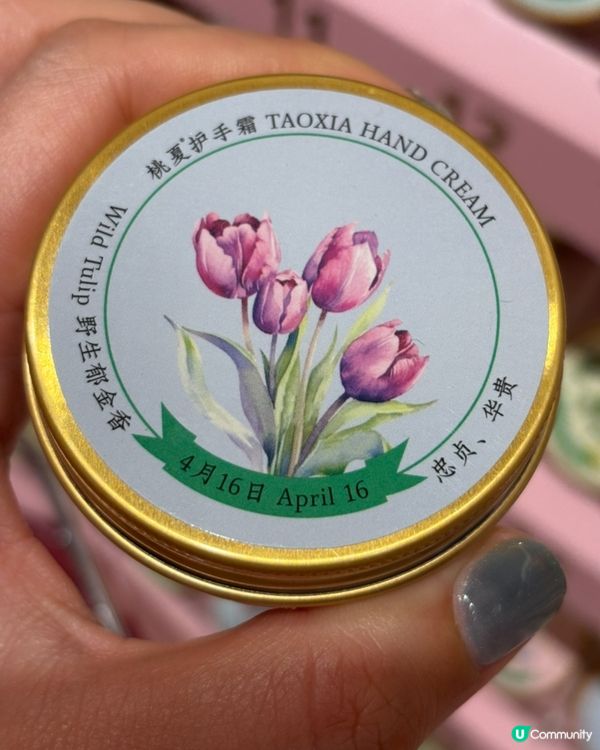 桃夏®护手霜 TAOXIA HAND CREAM
Wild Tulip 野生郁金香
忠贞、华贵
4月16日 April 16
U Community